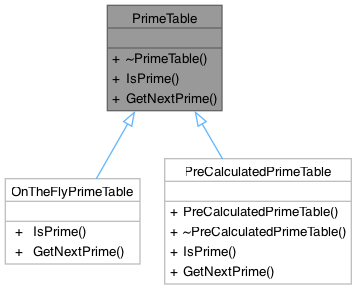 PrimeTable
+ ~PrimeTable()
+ IsPrime()
+ GetNextPrime()
OnTheFlyPrimeTable
+ IsPrime()
+ GetNextPrime()
PreCalculatedPrimeTable
+ PreCalculatedPrimeTable()
+ ~PreCalculatedPrimeTable()
+ IsPrime()
+ GetNextPrime()